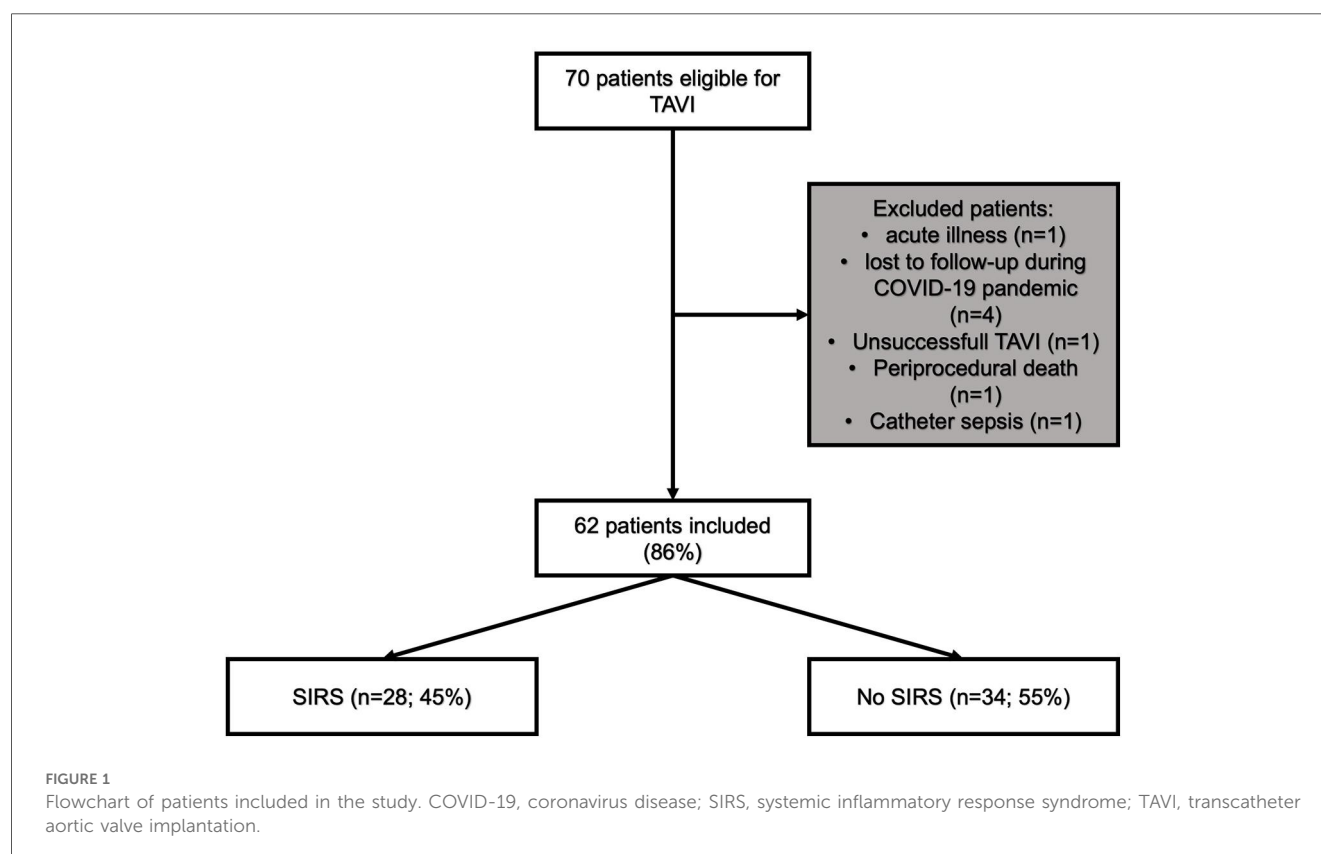 70 patients eligible for
TAVI
Excluded patients:
• acute illness (n=1)
• lost to follow-up during
COVID-19 pandemic
(n=4)
• Unsuccessfull TAVI (n=1)
• Periprocedural death
(n=1)
• Catheter sepsis (n=1)
62 patients included
(86%)
SIRS (n=28; 45%)
No SIRS (n=34; 55%)
FIGURE 1
Flowchart of patients included in the study. COVID-19, coronavirus disease; SIRS, systemic inflammatory response syndrome; TAVI, transcatheter
aortic valve implantation.